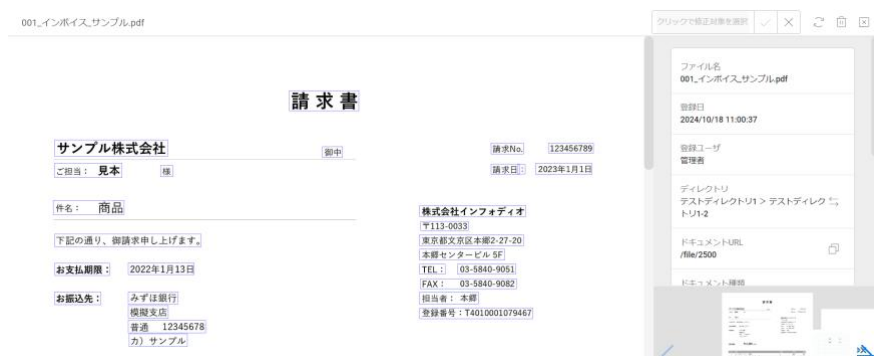 001_インボイス_サンプル.pdf
クリックで修正対象を選択
請求書
サンプル株式会社 御中
ご担当： 見本 様
請求No. 123456789
請求日： 2023年1月1日
件名： 商品
下記の通り、御請求申し上げます。
お支払期限： 2022年1月13日
お振込先： みずほ銀行
模擬支店
普通 12345678
カ）サンプル
株式会社インフォディオ
〒113-0033
東京都文京区本郷2-27-20
本郷センタービル 5F
TEL： 03-5840-9051
FAX： 03-5840-9082
担当者： 本郷
登録番号：T4010001079467
ファイル名
001_インボイス_サンプル.pdf
登録日
2024/10/18 11:00:37
登録ユーザ
管理者
ディレクトリ
テストディレクトリ1 > テストディレク
トリ1-2
ドキュメントURL
/file/2500
ドキュメント種類